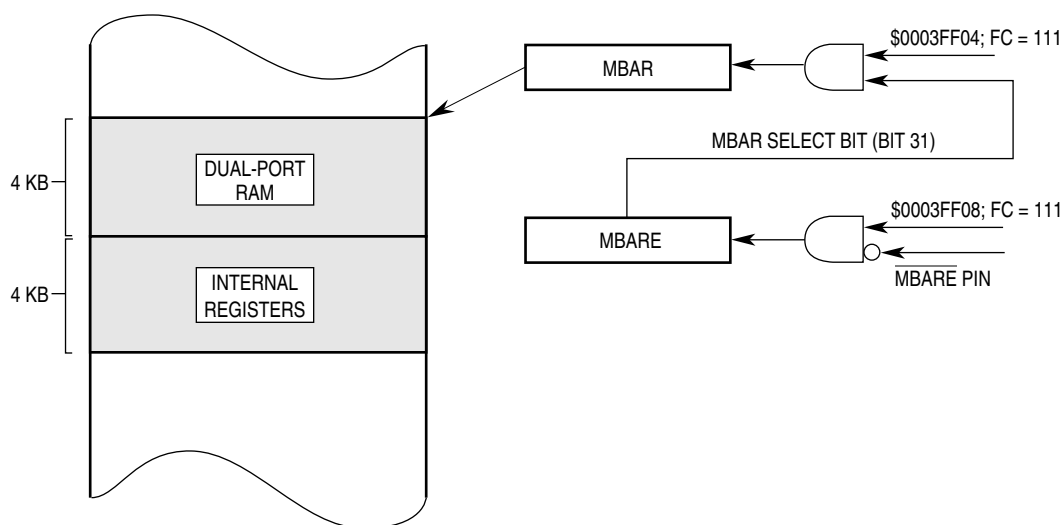 $0003FF04; FC = 111
MBAR
MBAR SELECT BIT (BIT 31)
DUAL-PORT
RAM
4 KB
$0003FF08; FC = 111
MBARE
MBARE PIN
4 KB
INTERNAL
REGISTERS